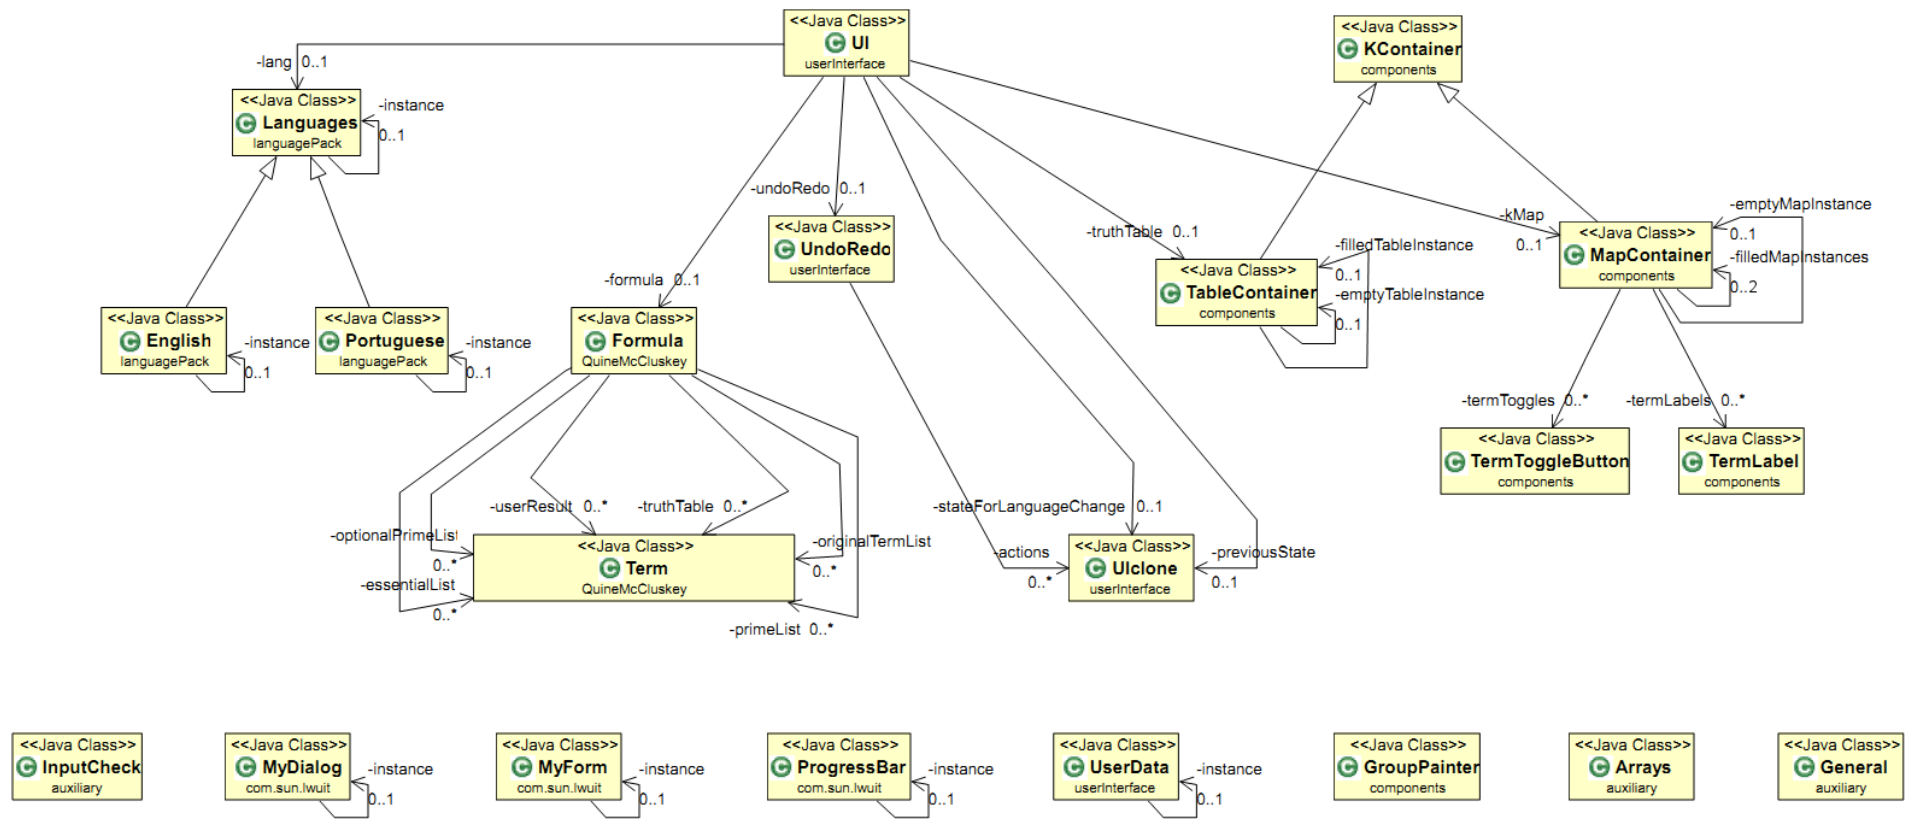 <<Java Class>>
UI
userInterface
<<Java Class>>
KContainer
components
-lang 0..1
<<Java Class>>
Languages
languagePack
-instance
0..1
-undoRedo 0..1
<<Java Class>>
UndoRedo
userInterface
-truthTable 0..1
-kMap
0..1
-emptyMapInstance
0..1
<<Java Class>>
MapContainer
components
-filledMapInstances
0..2
-filledTableInstance
0..1
<<Java Class>>
TableContainer
components
-emptyTableInstance
0..1
-formula 0..1
<<Java Class>>
English
languagePack
-instance
0..1
<<Java Class>>
Portuguese
languagePack
-instance
0..1
<<Java Class>>
Formula
QuineMcCluskey
-termToggles 0..*
-termLabels 0..*
<<Java Class>>
TermToggleButton
components
<<Java Class>>
TermLabel
components
-userResult 0..*
-truthTable 0..*
-stateForLanguageChange 0..1
-optionalPrimeList
0..*
-essentialList
0..*
<<Java Class>>
Term
QuineMcCluskey
-originalTermList
0..*
-primeList 0..*
-actions
0..*
<<Java Class>>
UIclone
userInterface
-previousState
0..1
<<Java Class>>
InputCheck
auxiliary
<<Java Class>>
MyDialog
com.sun.lwuit
-instance
0..1
<<Java Class>>
MyForm
com.sun.lwuit
-instance
0..1
<<Java Class>>
ProgressBar
com.sun.lwuit
-instance
0..1
<<Java Class>>
UserData
userInterface
-instance
0..1
<<Java Class>>
GroupPainter
components
<<Java Class>>
Arrays
auxiliary
<<Java Class>>
General
auxiliary